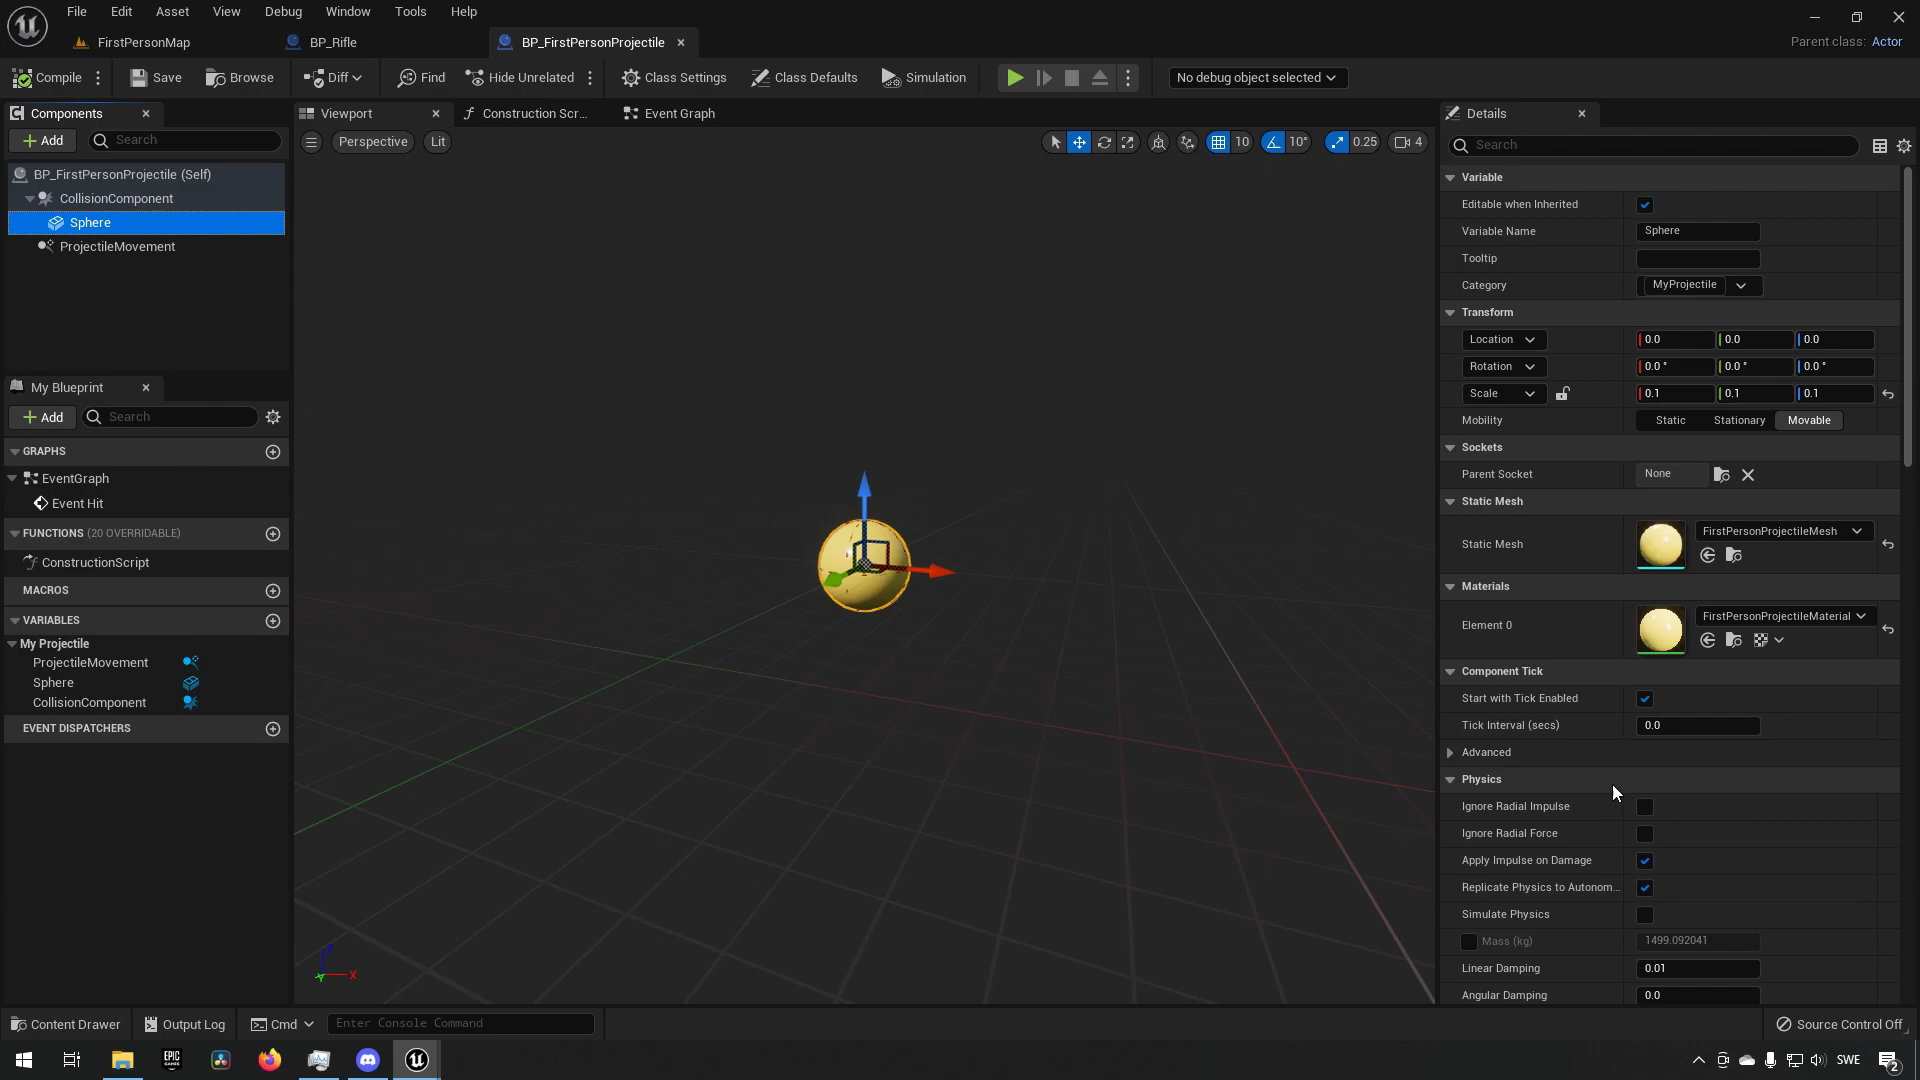 File
Edit
Asset
View
Debug
Window
Tools
Help
FirstPersonMap
BP_Rifle
BP_FirstPersonProjectile
Parent class: Actor
Compile
Save
Browse
Diff
Find
Hide Unrelated
Class Settings
Class Defaults
Simulation
No debug object selected
Components
Add
Search
BP_FirstPersonProjectile (Self)
CollisionComponent
Sphere
ProjectileMovement
My Blueprint
Add
Search
GRAPHS
EventGraph
Event Hit
FUNCTIONS (20 OVERRIDABLE)
ConstructionScript
MACROS
VARIABLES
My Projectile
ProjectileMovement
Sphere
CollisionComponent
EVENT DISPATCHERS
Viewport
Construction Scr...
Event Graph
Perspective
Lit
10
10°
0.25
4
Z
X
Y
Details
Search
Variable
Editable when Inherited
Variable Name
Sphere
Tooltip
Category
MyProjectile
Transform
Location
0.0
0.0
0.0
Rotation
0.0 °
0.0 °
0.0 °
Scale
0.1
0.1
0.1
Mobility
Static
Stationary
Movable
Sockets
Parent Socket
None
Static Mesh
Static Mesh
FirstPersonProjectileMesh
Materials
Element 0
FirstPersonProjectileMaterial
Component Tick
Start with Tick Enabled
Tick Interval (secs)
0.0
Advanced
Physics
Ignore Radial Impulse
Ignore Radial Force
Apply Impulse on Damage
Replicate Physics to Autonom...
Simulate Physics
Mass (kg)
1499.092041
Linear Damping
0.01
Angular Damping
0.0
Content Drawer
Output Log
Cmd
Enter Console Command
Source Control Off
EPIC
GAMES
SWE
2